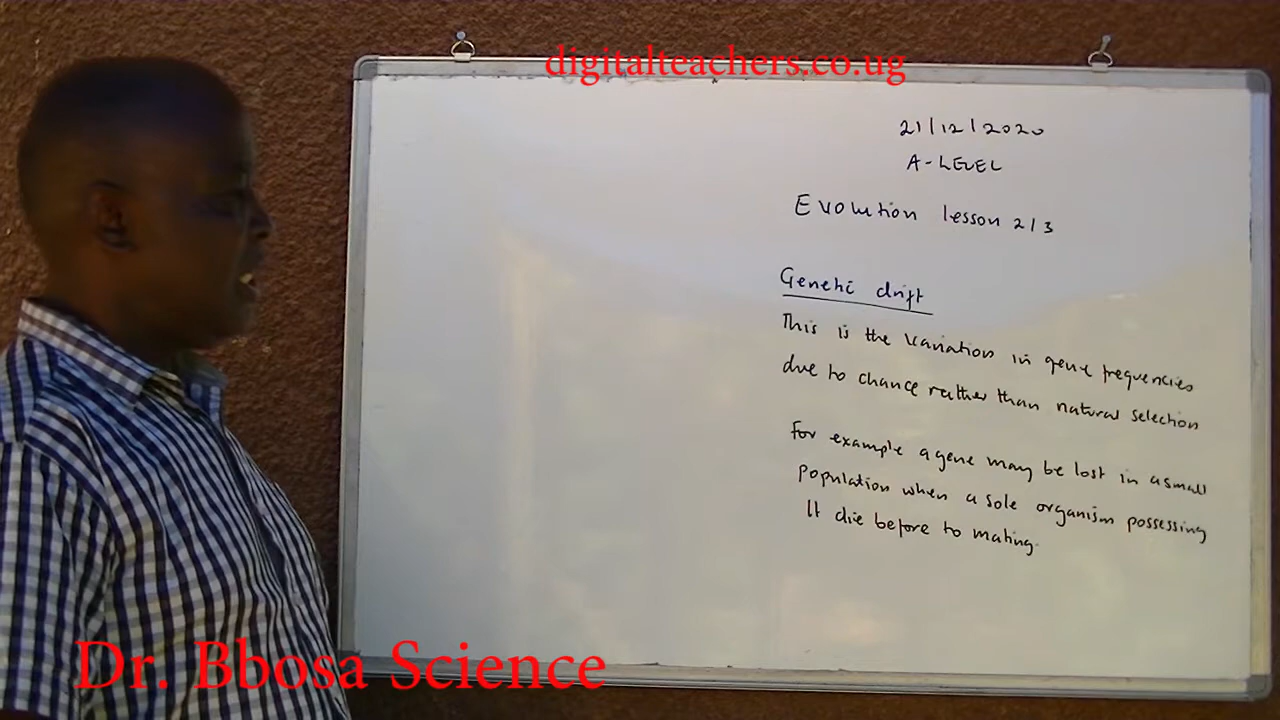 digitalteachers.co.ug
21/12/2020
A-LEVEL
Evolution lesson 2/3
Genetic drift
This is the variation in gene frequencies
due to chance rather than natural selection
For example a gene may be lost in a small
population when a sole organism possessing
It die before to mating
Dr. Bbosa Science